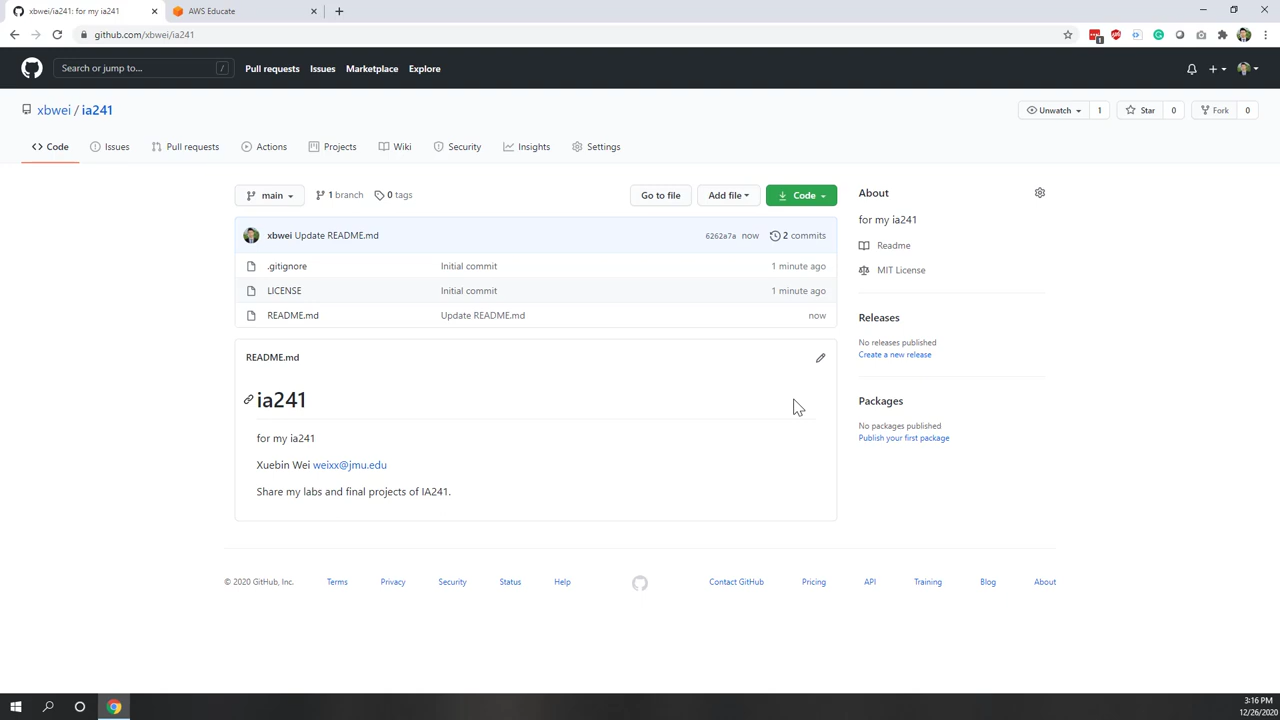 xbwei/ia241: for my ia241
AWS Educate
github.com/xbwei/ia241
1
Search or jump to... /
Pull requests Issues Marketplace Explore
xbwei / ia241
Unwatch 1 Star 0 Fork 0
Code Issues Pull requests Actions Projects Wiki Security Insights Settings
main 1 branch 0 tags Go to file Add file Code
xbwei Update README.md 6262a7a now 2 commits
.gitignore Initial commit 1 minute ago
LICENSE Initial commit 1 minute ago
README.md Update README.md now
README.md
ia241
for my ia241
Xuebin Wei weixx@jmu.edu
Share my labs and final projects of IA241.
About
for my ia241
Readme
MIT License
Releases
No releases published
Create a new release
Packages
No packages published
Publish your first package
© 2020 GitHub, Inc. Terms Privacy Security Status Help Contact GitHub Pricing API Training Blog About
3:16 PM
12/26/2020